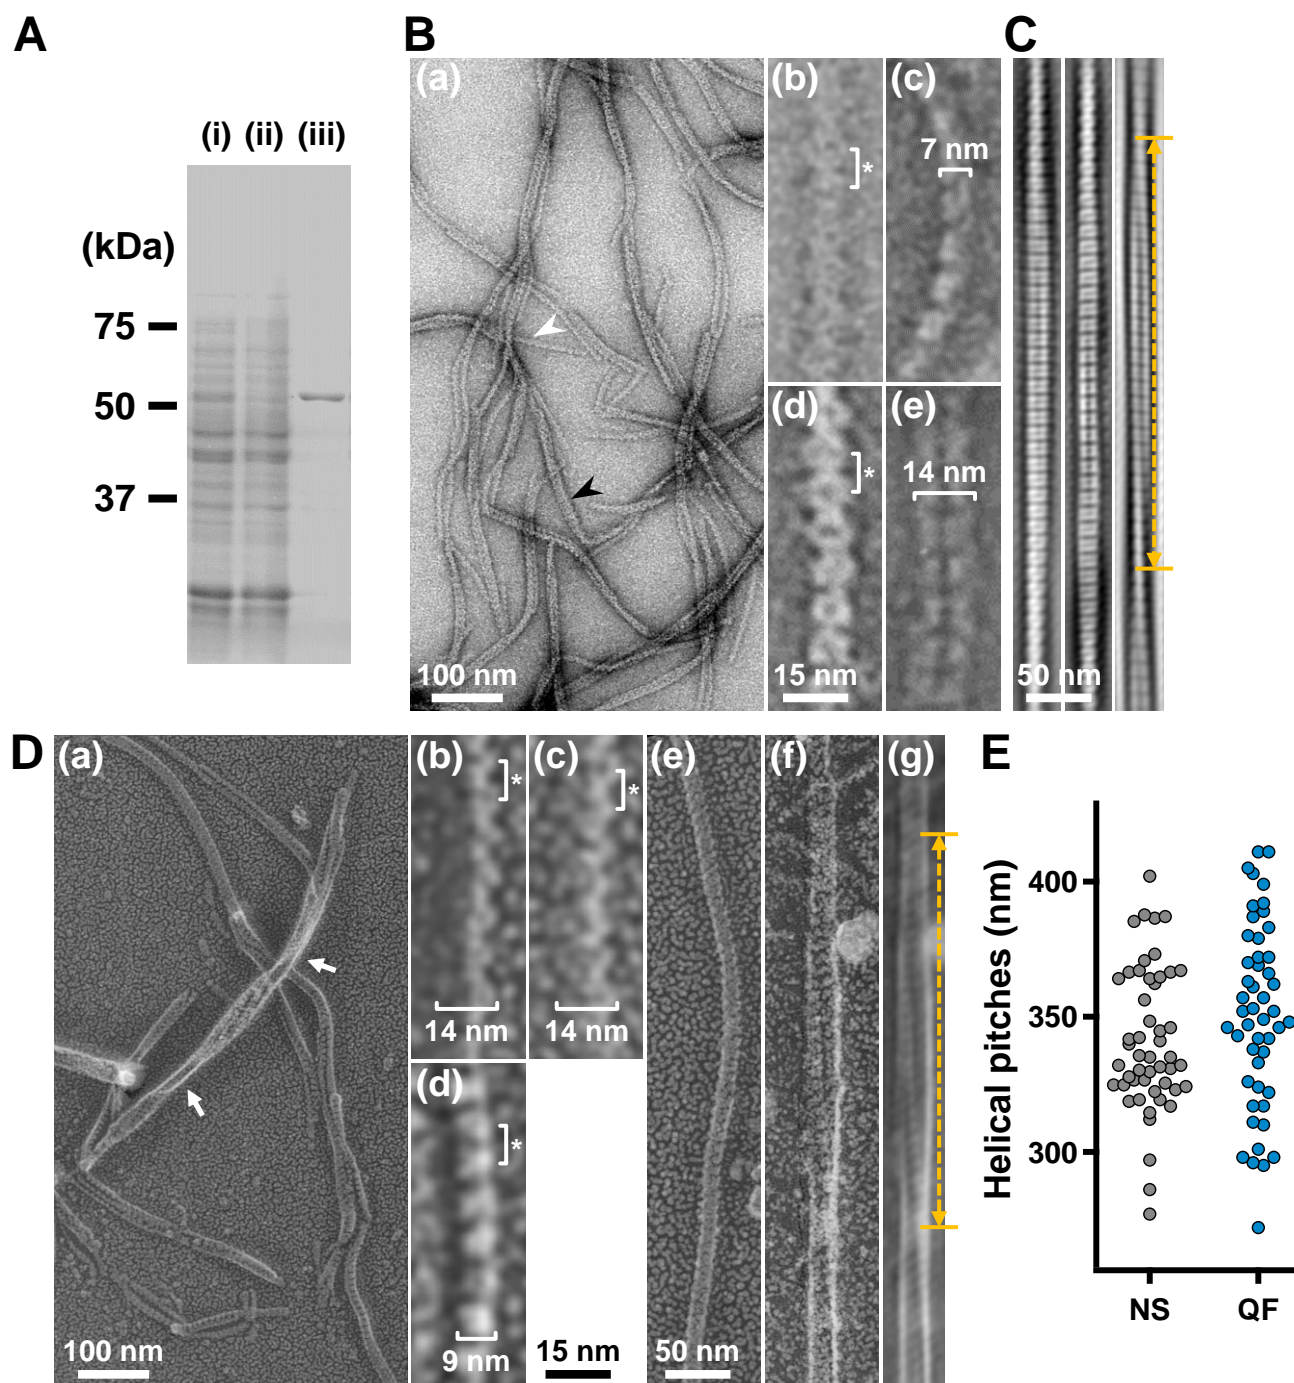 A
(i) (ii) (iii)
(kDa)
75
50
37
B
(a)
100 nm
(b)
*
(c)
7 nm
(d)
*
15 nm
(e)
14 nm
C
50 nm
D
(a)
100 nm
(b)
*
14 nm
(c)
*
14 nm
(d)
*
9 nm
15 nm
(e)
50 nm
(f)
(g)
E
Helical pitches (nm)
400
350
300
NS
QF